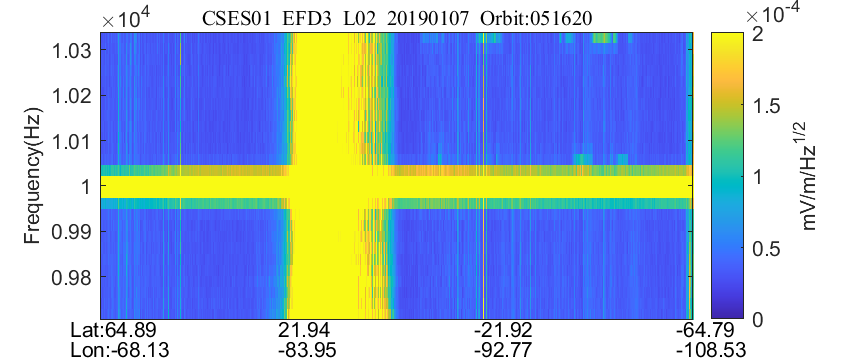 CSES01 EFD3 L02 20190107 Orbit:051620
×10⁴
×10⁻⁴
1.03
1.02
1.01
1
0.99
0.98
Frequency(Hz)
2
1.5
1
0.5
0
mV/m/Hz^1/2
Lat:64.89 21.94 -21.92 -64.79
Lon:-68.13 -83.95 -92.77 -108.53